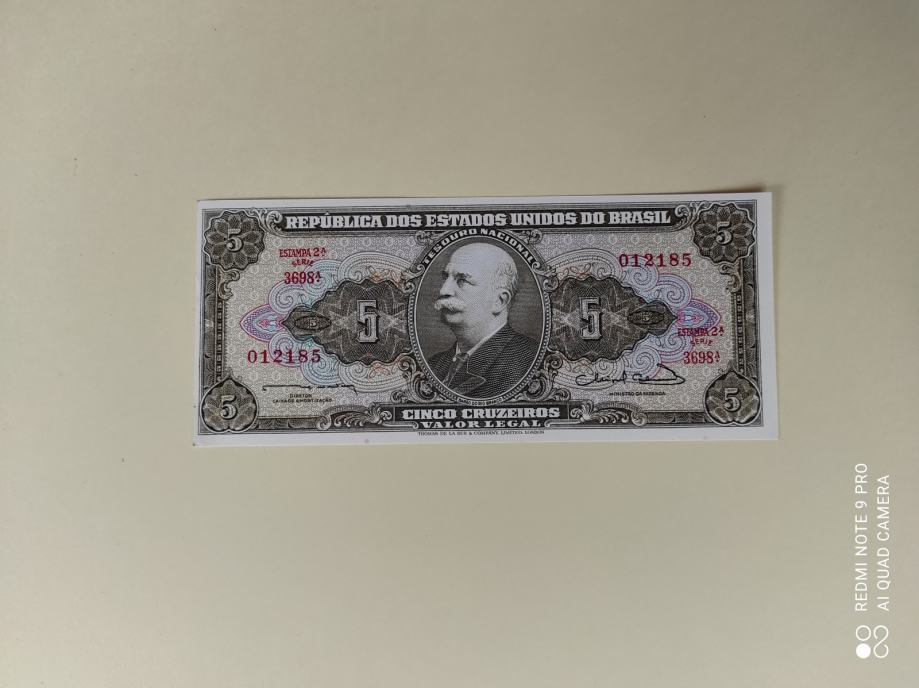 REPÚBLICA DOS ESTADOS UNIDOS DO BRASIL
5
5
TESOURO NACIONAL
ESTAMPA 2ª
SÉRIE
3698ª
012185
5
5
ESTAMPA 2ª
SÉRIE
3698ª
012185
DIRETOR
CAIXA DE AMORTIZAÇÃO
MINISTRO DA FAZENDA
5
5
CINCO CRUZEIROS
VALOR LEGAL
THOMAS DE LA RUE & COMPANY, LIMITED, LONDON
REDMI NOTE 9 PRO
AI QUAD CAMERA